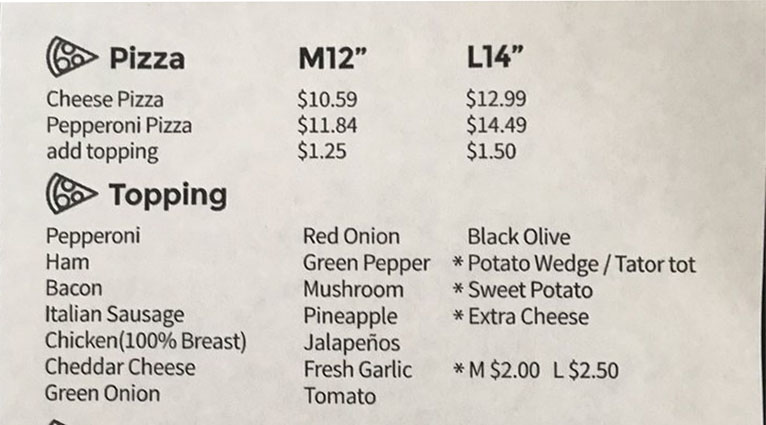 Pizza M12” L14”
Cheese Pizza $10.59 $12.99
Pepperoni Pizza $11.84 $14.49
add topping $1.25 $1.50
Topping
Pepperoni Red Onion Black Olive
Ham Green Pepper * Potato Wedge / Tator tot
Bacon Mushroom * Sweet Potato
Italian Sausage Pineapple * Extra Cheese
Chicken(100% Breast) Jalapeños
Cheddar Cheese Fresh Garlic * M $2.00 L $2.50
Green Onion Tomato